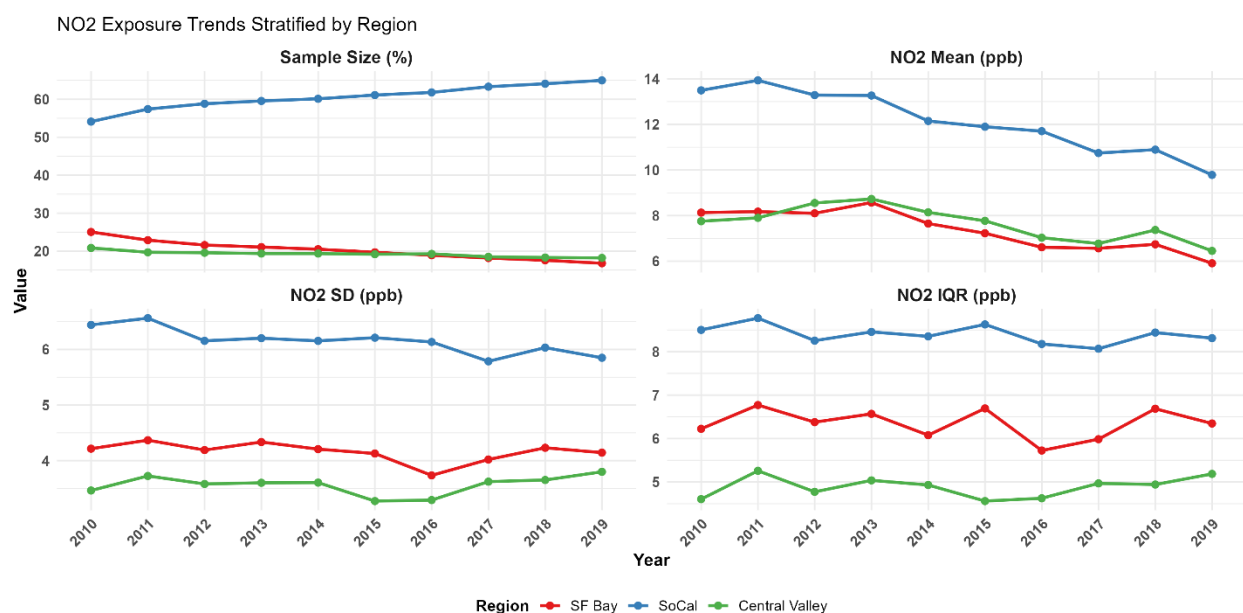 NO2 Exposure Trends Stratified by Region
Sample Size (%)
NO2 Mean (ppb)
60
50
40
30
20
14
12
10
8
6
Value
NO2 SD (ppb)
NO2 IQR (ppb)
6
5
4
8
7
6
5
2010 2011 2012 2013 2014 2015 2016 2017 2018 2019
2010 2011 2012 2013 2014 2015 2016 2017 2018 2019
Year
Region SF Bay SoCal Central Valley